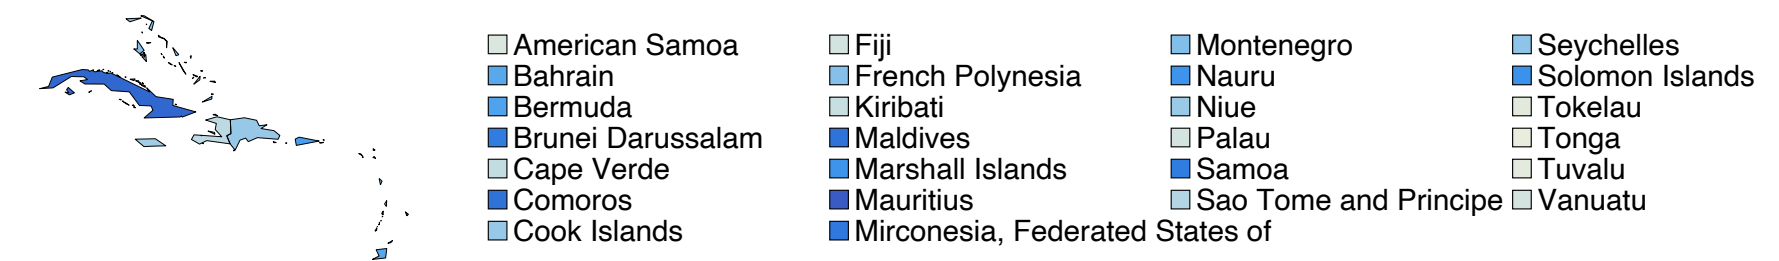 American Samoa
Bahrain
Bermuda
Brunei Darussalam
Cape Verde
Comoros
Cook Islands
Fiji
French Polynesia
Kiribati
Maldives
Marshall Islands
Mauritius
Mirconesia, Federated States of
Montenegro
Nauru
Niue
Palau
Samoa
Sao Tome and Principe
Seychelles
Solomon Islands
Tokelau
Tonga
Tuvalu
Vanuatu